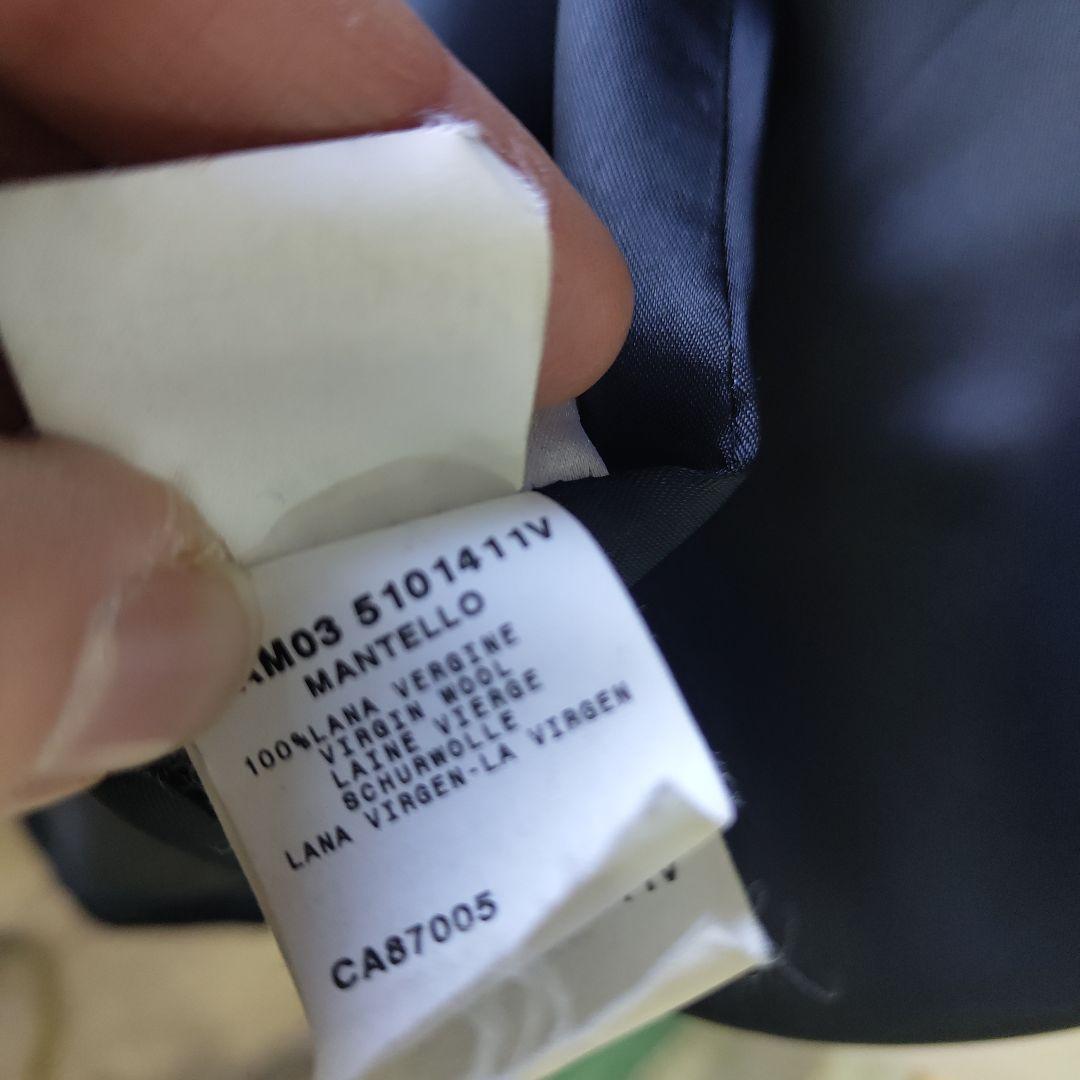 AM03 5101411V
MANTELLO
100%LANA VERGINE
VIRGIN WOOL
LAINE VIERGE
SCHURWOLLE
LANA VIRGEN-LA VIRGEN
CA87005